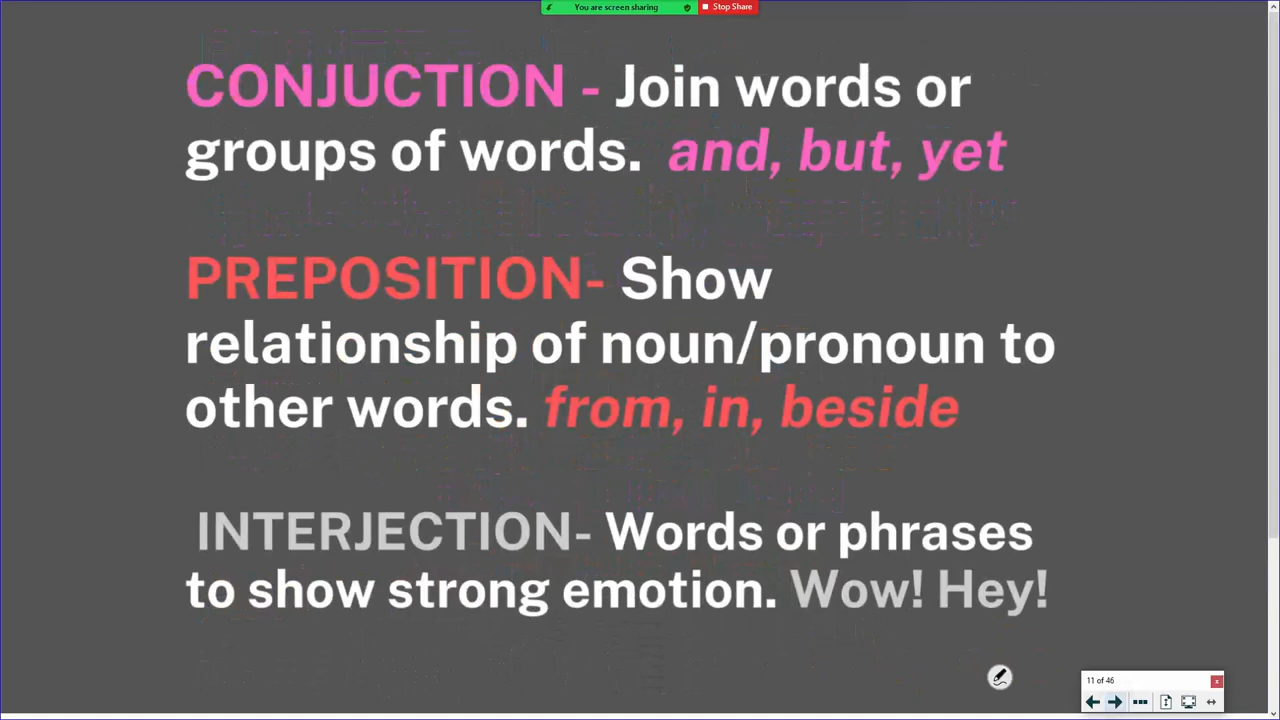 You are screen sharing
Stop Share
CONJUCTION - Join words or
groups of words. and, but, yet
PREPOSITION- Show
relationship of noun/pronoun to
other words. from, in, beside
INTERJECTION- Words or phrases
to show strong emotion. Wow! Hey!
11 of 46